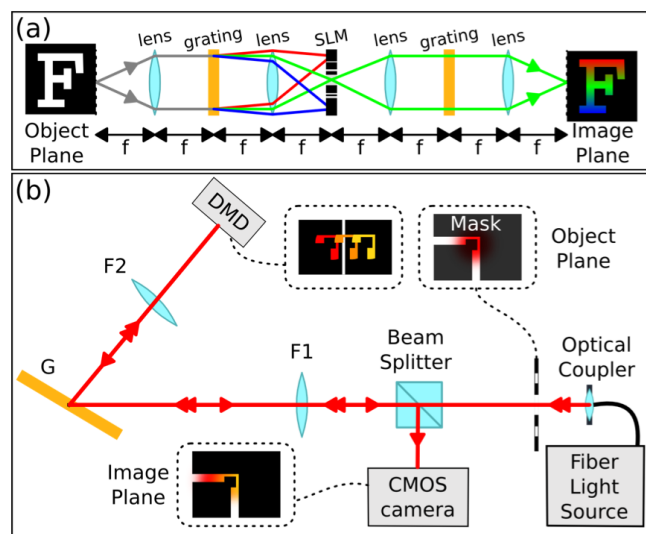 (a)
lens
grating
lens
SLM
lens
grating
lens
F
F
Object
Plane
Image
Plane
f
f
f
f
f
f
f
f
(b)
DMD
Mask
Object
Plane
F2
G
F1
Beam
Splitter
Optical
Coupler
Image
Plane
CMOS
camera
Fiber
Light
Source